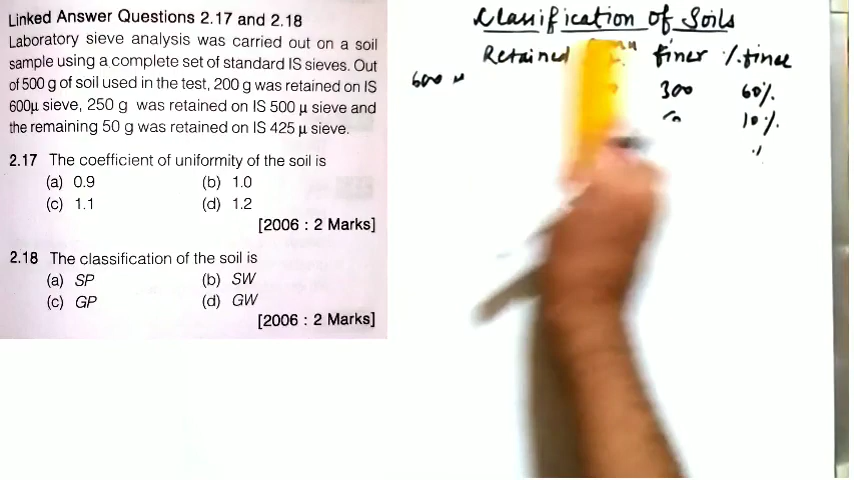 Linked Answer Questions 2.17 and 2.18
Laboratory sieve analysis was carried out on a soil
sample using a complete set of standard IS sieves. Out
of 500 g of soil used in the test, 200 g was retained on IS
600μ sieve, 250 g was retained on IS 500 μ sieve and
the remaining 50 g was retained on IS 425 μ sieve.
2.17 The coefficient of uniformity of the soil is
(a) 0.9 (b) 1.0
(c) 1.1 (d) 1.2
[2006 : 2 Marks]
2.18 The classification of the soil is
(a) SP (b) SW
(c) GP (d) GW
[2006 : 2 Marks]
Classification of Soils
Retained finer % finer
600 μ 300 60%
10%